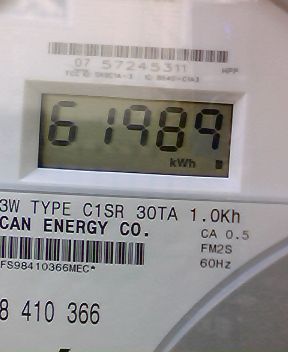 07 57245311
61989
kWh
3W TYPE C1SR 30TA 1.0Kh
CAN ENERGY CO.
CA 0.5
FM2S
60Hz
FS98410366MEC*
8 410 366